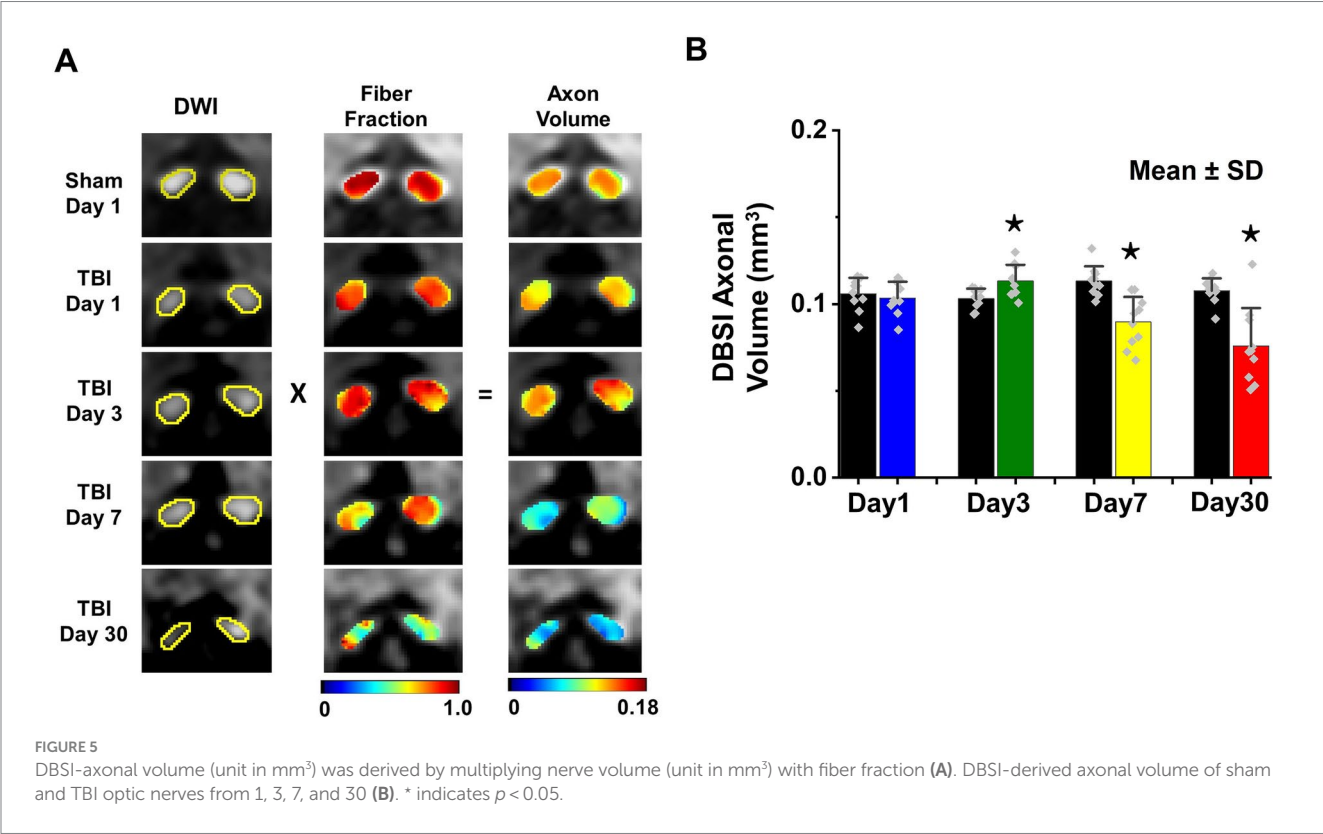 A
DWI
Fiber
Fraction
Axon
Volume
Sham
Day 1
TBI
Day 1
TBI
Day 3
X
=
TBI
Day 7
TBI
Day 30
0
1.0
0
0.18
B
DBSI Axonal
Volume (mm³)
0.2
0.1
0.0
Mean ± SD
★
★
★
Day1
Day3
Day7
Day30
FIGURE 5
DBSI-axonal volume (unit in mm³) was derived by multiplying nerve volume (unit in mm³) with fiber fraction (A). DBSI-derived axonal volume of sham
and TBI optic nerves from 1, 3, 7, and 30 (B). * indicates p < 0.05.